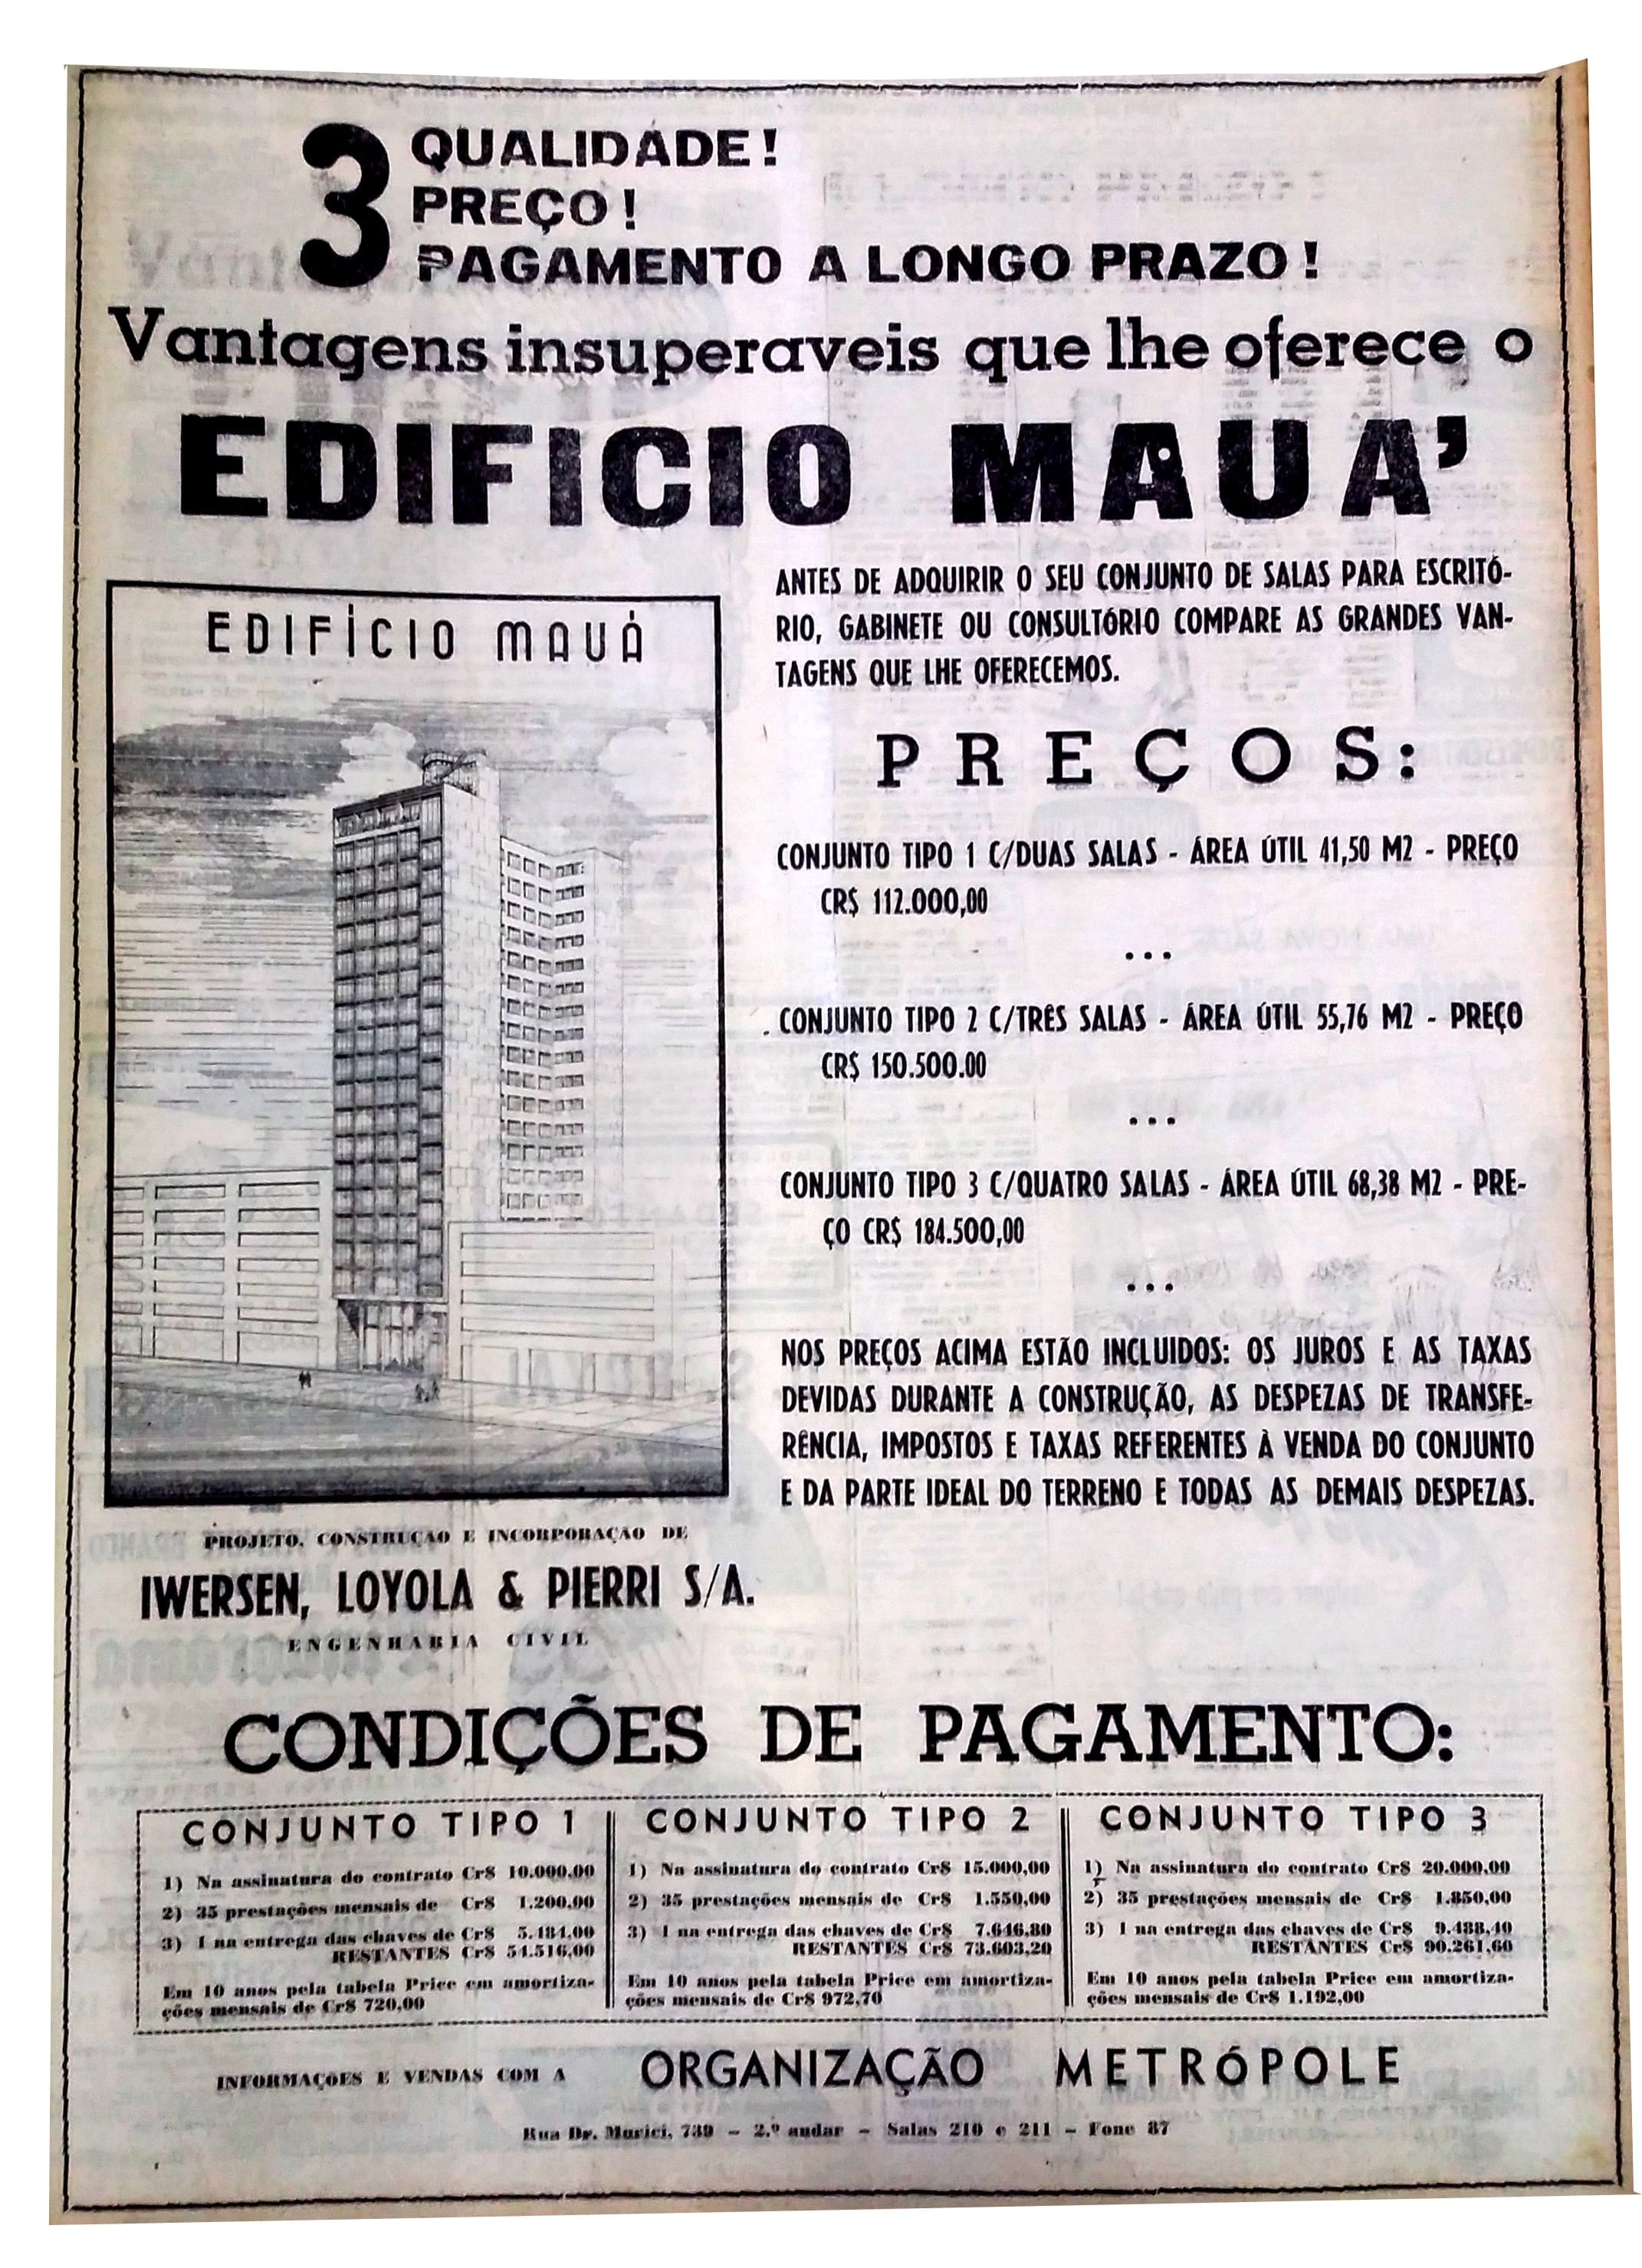 3 QUALIDADE!
PREÇO!
PAGAMENTO A LONGO PRAZO!
Vantagens insuperaveis que lhe oferece o
EDIFICIO MAUA'
EDIFÍCIO MAUÁ
ANTES DE ADQUIRIR O SEU CONJUNTO DE SALAS PARA ESCRITÓ-
RIO, GABINETE OU CONSULTÓRIO COMPARE AS GRANDES VAN-
TAGENS QUE LHE OFERECEMOS.
PREÇOS:
CONJUNTO TIPO 1 C/DUAS SALAS - ÁREA ÚTIL 41,50 M2 - PREÇO
CR$ 112.000,00
...
CONJUNTO TIPO 2 C/TRÊS SALAS - ÁREA ÚTIL 55,76 M2 - PREÇO
CR$ 150.500.00
...
CONJUNTO TIPO 3 C/QUATRO SALAS - ÁREA ÚTIL 68,38 M2 - PRE-
ÇO CR$ 184.500,00
...
NOS PREÇOS ACIMA ESTÃO INCLUIDOS: OS JUROS E AS TAXAS
DEVIDAS DURANTE A CONSTRUÇÃO, AS DESPEZAS DE TRANSFE-
RÊNCIA, IMPOSTOS E TAXAS REFERENTES À VENDA DO CONJUNTO
E DA PARTE IDEAL DO TERRENO E TODAS AS DEMAIS DESPEZAS.
PROJETO, CONSTRUÇAO E INCORPORAÇAO DE
IWERSEN, LOYOLA & PIERRI S/A.
ENGENHARIA CIVIL
CONDIÇÕES DE PAGAMENTO:
CONJUNTO TIPO 1
1) Na assinatura do contrato Cr$ 10.000,00
2) 35 prestações mensais de Cr$ 1.200,00
3) 1 na entrega das chaves de Cr$ 5.484,00
RESTANTES Cr$ 54.516,00
Em 10 anos pela tabela Price em amortiza-
ções mensais de Cr$ 720,00
CONJUNTO TIPO 2
1) Na assinatura do contrato Cr$ 15.000,00
2) 35 prestações mensais de Cr$ 1.550,00
3) 1 na entrega das chaves de Cr$ 7.646,80
RESTANTES Cr$ 73.603,20
Em 10 anos pela tabela Price em amortiza-
ções mensais de Cr$ 972,70
CONJUNTO TIPO 3
1) Na assinatura do contrato Cr$ 20.000,00
2) 35 prestações mensais de Cr$ 1.850,00
3) 1 na entrega das chaves de Cr$ 9.488,40
RESTANTES Cr$ 90.261,60
Em 10 anos pela tabela Price em amortiza-
ções mensais de Cr$ 1.192,00
INFORMAÇOES E VENDAS COM A ORGANIZAÇÃO METRÓPOLE
Rua Dr. Murici, 739 - 2.º andar - Salas 210 e 211 - Fone 87